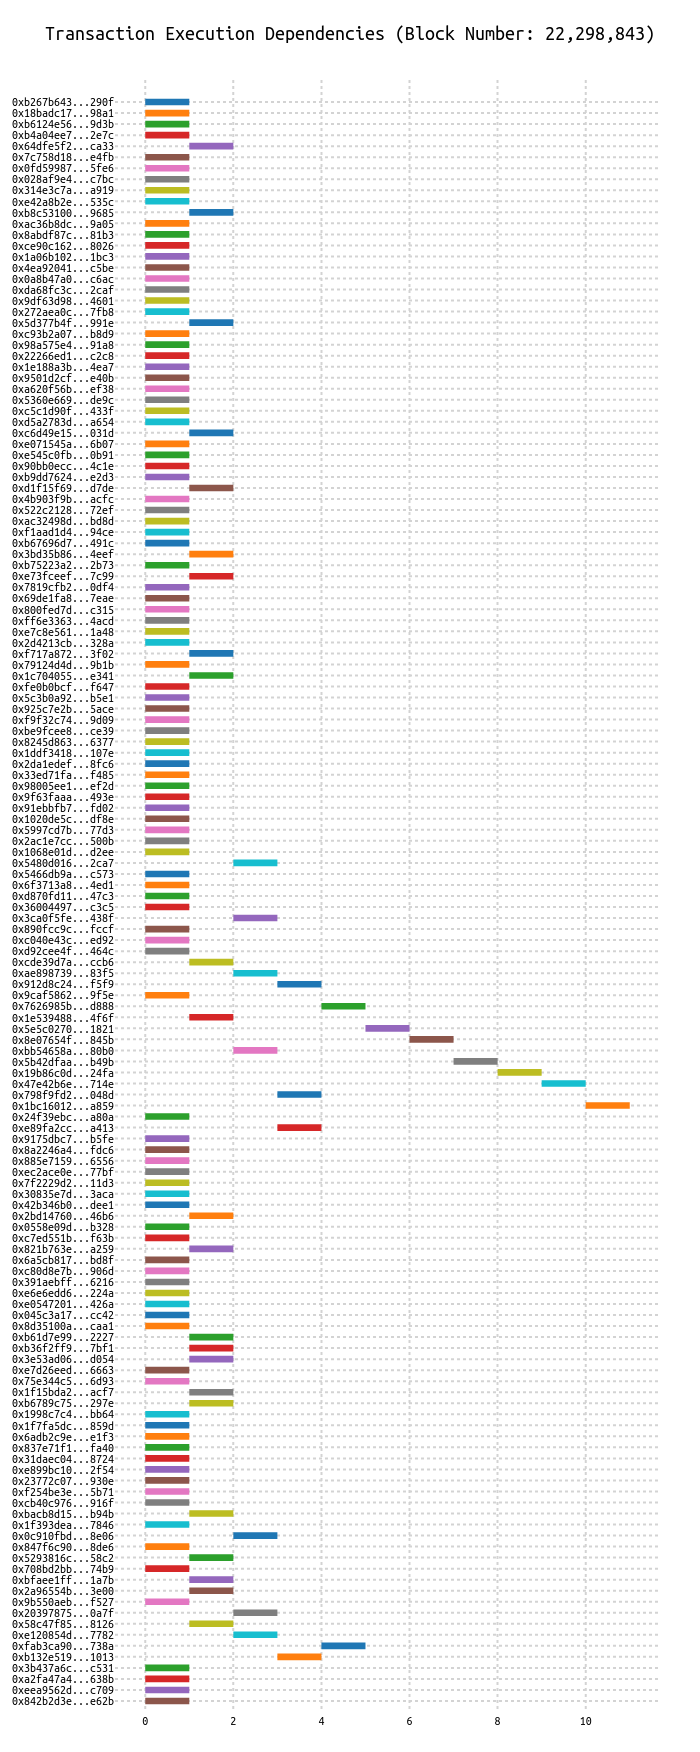 Transaction Execution Dependencies (Block Number: 22,298,843)
0xb267b643...290f
0x18badc17...98a1
0xb6124e56...9d3b
0xb4a04ee7...2e7c
0x64dfe5f2...ca33
0x7c758d18...e4fb
0x0fd59987...5fe6
0x028af9e4...c7bc
0x314e3c7a...a919
0xe42a8b2e...535c
0xb8c53100...9685
0xac36b8dc...9a05
0x8abdf87c...81b3
0xce90c162...8026
0x1a06b102...1bc3
0x4ea92041...c5be
0x0a8b47a0...c6ac
0xda68fc3c...2caf
0x9df63d98...4601
0x272aea0c...7fb8
0x5d377b4f...991e
0xc93b2a07...b8d9
0x98a575e4...91a8
0x22266ed1...c2c8
0x1e188a3b...4ea7
0x9501d2cf...e40b
0xa620f56b...ef38
0x5360e669...de9c
0xc5c1d90f...433f
0xd5a2783d...a654
0xc6d49e15...031d
0xe071545a...6b07
0xe545c0fb...0b91
0x90bb0ecc...4c1e
0xb9dd7624...e2d3
0xd1f15f69...d7de
0x4b903f9b...acfc
0x522c2128...72ef
0xac32498d...bd8d
0xf1aad1d4...94ce
0xb67696d7...491c
0x3bd35b86...4eef
0xb75223a2...2b73
0xe73fceef...7c99
0x7819cfb2...0df4
0x69de1fa8...7eae
0x800fed7d...c315
0xff6e3363...4acd
0xe7c8e561...1a48
0x2d4213cb...328a
0xf717a872...3f02
0x79124d4d...9b1b
0x1c704055...e341
0xfe0b0bcf...f647
0x5c3b0a92...b5e1
0x925c7e2b...5ace
0xf9f32c74...9d09
0xbe9fcee8...ce39
0x8245d863...6377
0x1ddf3418...107e
0x2da1edef...8fc6
0x33ed71fa...f485
0x98005ee1...ef2d
0x9f63faaa...493e
0x91ebbfb7...fd02
0x1020de5c...df8e
0x5997cd7b...77d3
0x2ac1e7cc...500b
0x1068e01d...d2ee
0x5480d016...2ca7
0x5466db9a...c573
0x6f3713a8...4ed1
0xd870fd11...47c3
0x36004497...c3c5
0x3ca0f5fe...438f
0x890fcc9c...fccf
0xc040e43c...ed92
0xd92cee4f...464c
0xcde39d7a...ccb6
0xae898739...83f5
0x912d8c24...f5f9
0x9caf5862...9f5e
0x7626985b...d888
0x1e539488...4f6f
0x5e5c0270...1821
0x8e07654f...845b
0xbb54658a...80b0
0x5b42dfaa...b49b
0x19b86c0d...24fa
0x47e42b6e...714e
0x798f9fd2...048d
0x1bc16012...a859
0x24f39ebc...a80a
0xe89fa2cc...a413
0x9175dbc7...b5fe
0x8a2246a4...fdc6
0x885e7159...6556
0xec2ace0e...77bf
0x7f2229d2...11d3
0x30835e7d...3aca
0x42b346b0...dee1
0x2bd14760...46b6
0x0558e09d...b328
0xc7ed551b...f63b
0x821b763e...a259
0x6a5cb817...bd8f
0xc80d8e7b...906d
0x391aebff...6216
0xe6e6edd6...224a
0xe0547201...426a
0x045c3a17...cc42
0x8d35100a...caa1
0xb61d7e99...2227
0xb36f2ff9...7bf1
0x3e53ad06...d054
0xe7d26eed...6663
0x75e344c5...6d93
0x1f15bda2...acf7
0xb6789c75...297e
0x1998c7c4...bb64
0x1f7fa5dc...859d
0x6adb2c9e...e1f3
0x837e71f1...fa40
0x31daec04...8724
0xe899bc10...2f54
0x23772c07...930e
0xf254be3e...5b71
0xcb40c976...916f
0xbacb8d15...b94b
0x1f393dea...7846
0x0c910fbd...8e06
0x847f6c90...8de6
0x5293816c...58c2
0x708bd2bb...74b9
0xbfaee1ff...1a7b
0x2a96554b...3e00
0x9b550aeb...f527
0x20397875...0a7f
0x58c47f85...8126
0xe120854d...7782
0xfab3ca90...738a
0xb132e519...1013
0x3b437a6c...c531
0xa2fa47a4...638b
0xeea9562d...c709
0x842b2d3e...e62b
0 2 4 6 8 10